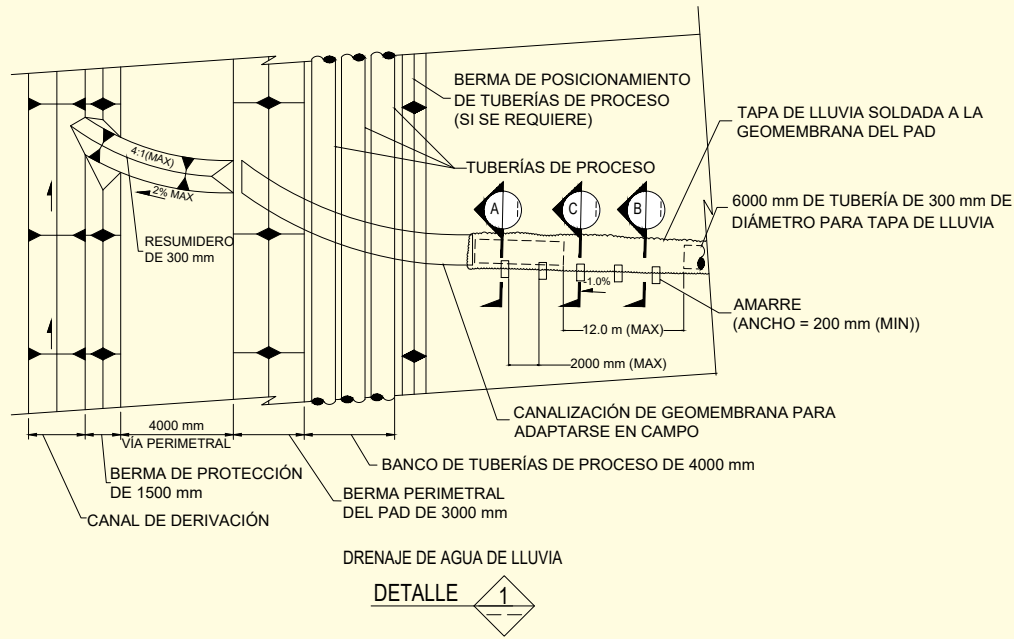 BERMA DE POSICIONAMIENTO
DE TUBERÍAS DE PROCESO
(SI SE REQUIERE)
TUBERÍAS DE PROCESO
TAPA DE LLUVIA SOLDADA A LA
GEOMEMBRANA DEL PAD
6000 mm DE TUBERÍA DE 300 mm DE
DIÁMETRO PARA TAPA DE LLUVIA
4:1(MAX)
2% MAX
RESUMIDERO
DE 300 mm
A
C
B
-1.0%
AMARRE
(ANCHO = 200 mm (MIN))
12.0 m (MAX)
2000 mm (MAX)
CANALIZACIÓN DE GEOMEMBRANA PARA
ADAPTARSE EN CAMPO
4000 mm
VÍA PERIMETRAL
BANCO DE TUBERÍAS DE PROCESO DE 4000 mm
BERMA DE PROTECCIÓN
DE 1500 mm
BERMA PERIMETRAL
DEL PAD DE 3000 mm
CANAL DE DERIVACIÓN
DRENAJE DE AGUA DE LLUVIA
DETALLE 1